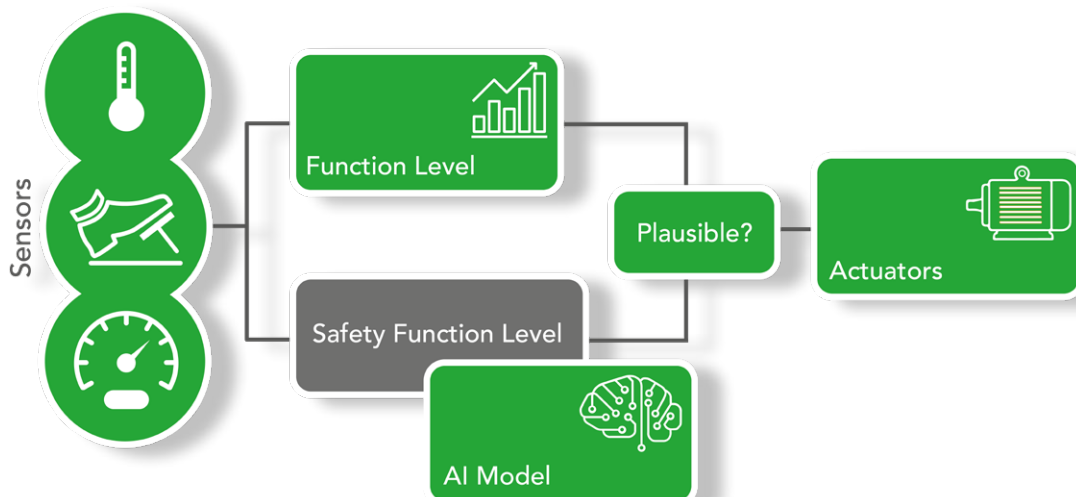 Sensors
Function Level
Plausible?
Actuators
Safety Function Level
AI Model